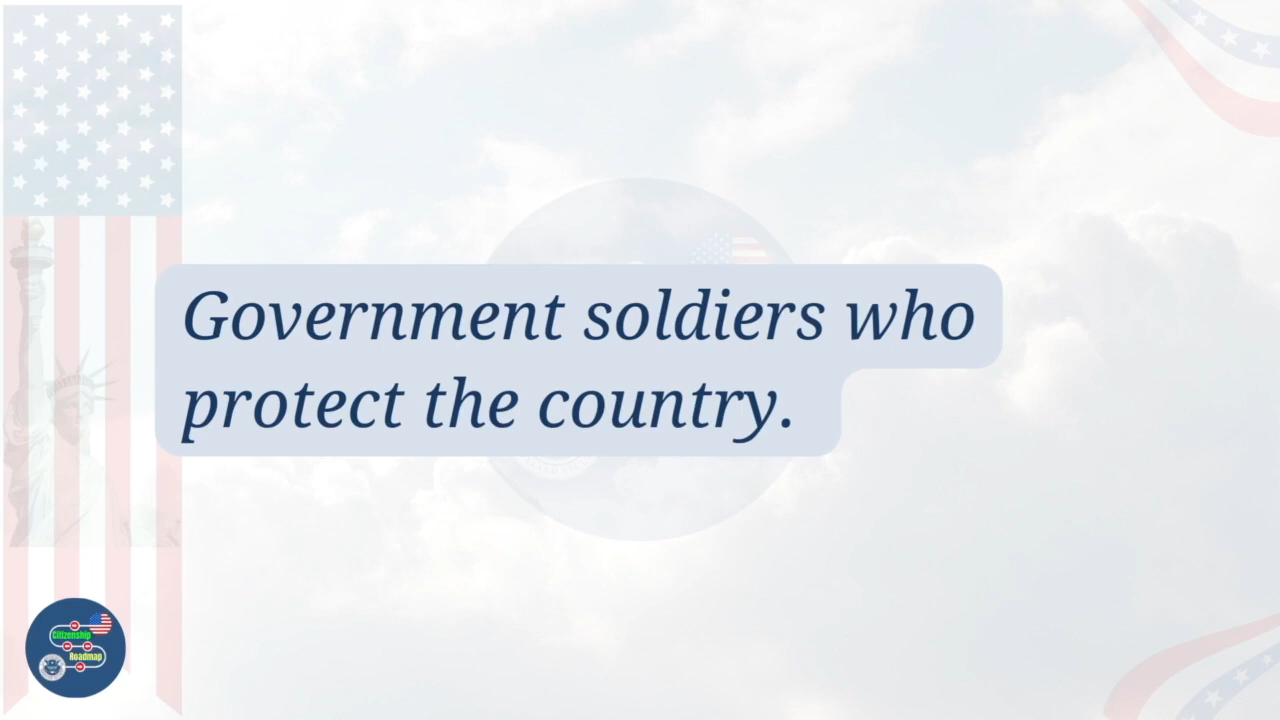 Government soldiers who
protect the country.
Citizenship
Roadmap